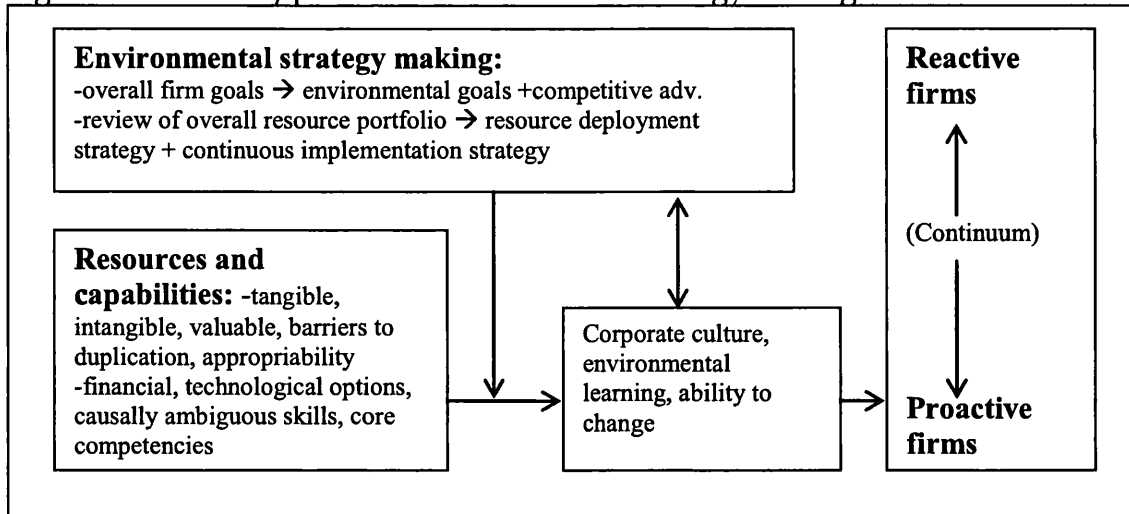 Environmental strategy making:
-overall firm goals → environmental goals +competitive adv.
-review of overall resource portfolio → resource deployment
strategy + continuous implementation strategy
Resources and
capabilities: -tangible,
intangible, valuable, barriers to
duplication, appropriability
-financial, technological options,
causally ambiguous skills, core
competencies
Corporate culture,
environmental
learning, ability to
change
Reactive
firms
(Continuum)
Proactive
firms